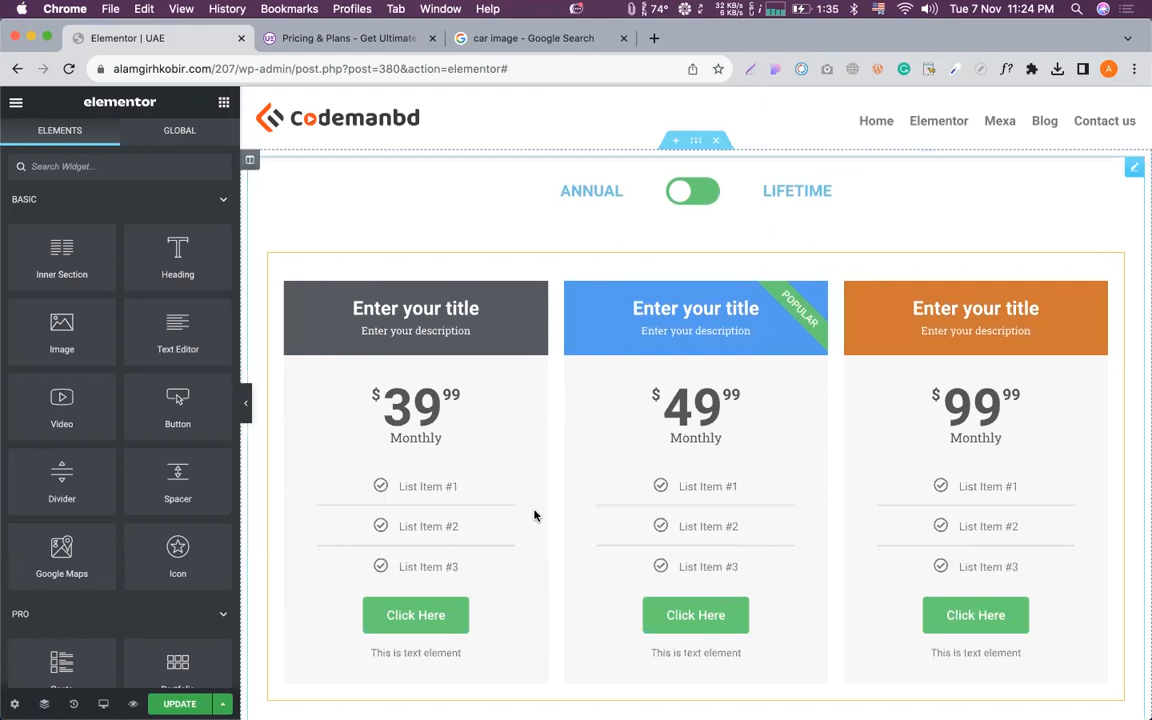 Chrome File Edit View History Bookmarks Profiles Tab Window Help 74° 32 KB/s 6 KB/s 1:35 Tue 7 Nov 11:24 PM
Elementor | UAE
Pricing & Plans - Get Ultimate
car image - Google Search
alamgirhkobir.com/207/wp-admin/post.php?post=380&action=elementor#
f?
A
elementor
ELEMENTS GLOBAL
Search Widget...
BASIC
Inner Section Heading
Image Text Editor
Video Button
Divider Spacer
Google Maps Icon
PRO
UPDATE
codemanbd
Home Elementor Mexa Blog Contact us
ANNUAL LIFETIME
Enter your title Enter your title Enter your title
POPULAR
Enter your description Enter your description Enter your description
$39 99 $49 99 $99 99
Monthly Monthly Monthly
List Item #1 List Item #1 List Item #1
List Item #2 List Item #2 List Item #2
List Item #3 List Item #3 List Item #3
Click Here Click Here Click Here
This is text element This is text element This is text element